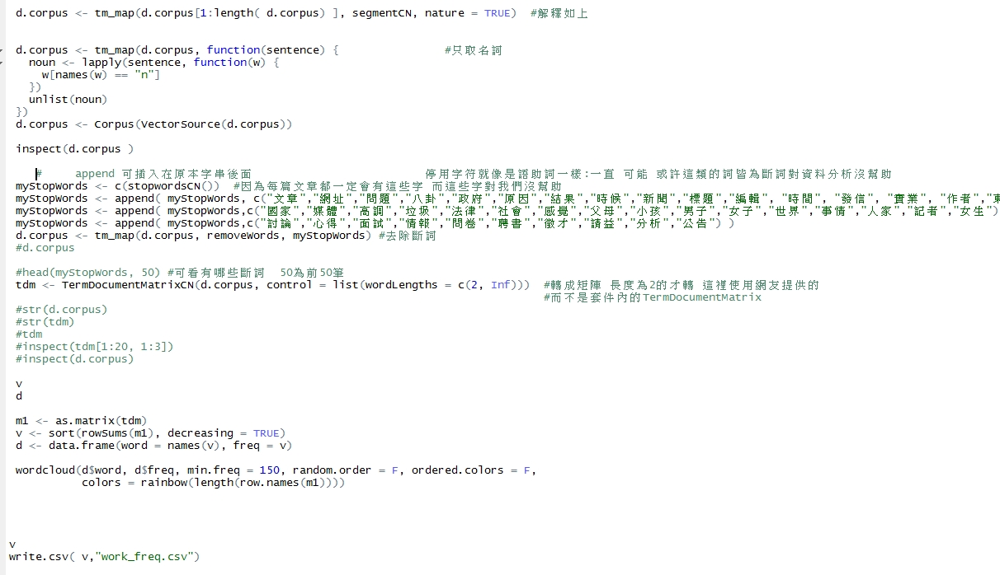 d.corpus <- tm_map(d.corpus[1:length( d.corpus) ], segmentCN, nature = TRUE)  #解釋如上
d.corpus <- tm_map(d.corpus, function(sentence) {                #只取名詞
  noun <- lapply(sentence, function(w) {
    w[names(w) == "n"]
  })
  unlist(noun)
})
d.corpus <- Corpus(VectorSource(d.corpus))
inspect(d.corpus )
#     append 可插入在原本字串後面                          停用字符就像是語助詞一樣:一直 可能 或許這類的詞皆為斷詞對資料分析沒幫助
myStopWords <- c(stopwordsCN())  #因為每篇文章都一定會有這些字 而這些字對我們沒幫助
myStopWords <- append( myStopWords, c("文章","網址","問題","八卦","政府","原因","結果","時候","新聞","標題","編輯", "時間", "發信", "實業", "作者","東
myStopWords <- append( myStopWords,c("國家","媒體","高調","垃圾","法律","社會","感覺","父母","小孩","男子","女子","世界","事情","人家","記者","女生")
myStopWords <- append( myStopWords,c("討論","心得","面試","情報","問卷","聘書","徵才","請益","分析","公告") )
d.corpus <- tm_map(d.corpus, removeWords, myStopWords) #去除斷詞
#d.corpus
#head(myStopWords, 50) #可看有哪些斷詞  50為前50筆
tdm <- TermDocumentMatrixCN(d.corpus, control = list(wordLengths = c(2, Inf)))  #轉成矩陣 長度為2的才轉 這裡使用網友提供的
#而不是套件內的TermDocumentMatrix
#str(d.corpus)
#str(tdm)
#tdm
#inspect(tdm[1:20, 1:3])
#inspect(d.corpus)
v
d
m1 <- as.matrix(tdm)
v <- sort(rowSums(m1), decreasing = TRUE)
d <- data.frame(word = names(v), freq = v)
wordcloud(d$word, d$freq, min.freq = 150, random.order = F, ordered.colors = F,
          colors = rainbow(length(row.names(m1))))
v
write.csv( v,"work_freq.csv")